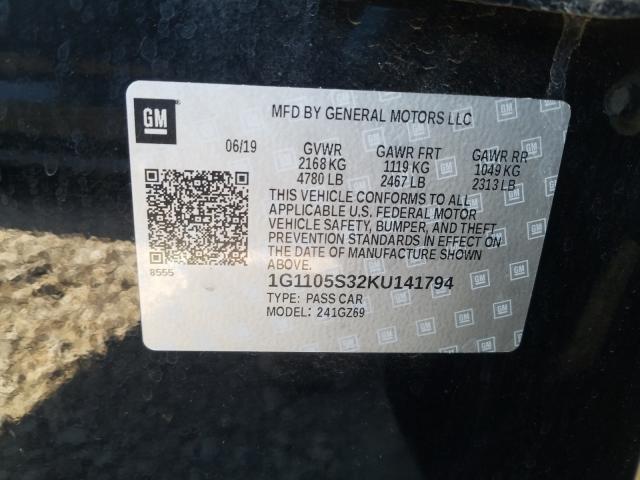 GM
MFD BY GENERAL MOTORS LLC
06/19 GVWR GAWR FRT GAWR RR
2168 KG 1119 KG 1049 KG
4780 LB 2467 LB 2313 LB
THIS VEHICLE CONFORMS TO ALL
APPLICABLE U.S. FEDERAL MOTOR
VEHICLE SAFETY, BUMPER, AND THEFT
PREVENTION STANDARDS IN EFFECT ON
THE DATE OF MANUFACTURE SHOWN
ABOVE.
8555
1G1105S32KU141794
TYPE: PASS CAR
MODEL: 241GZ69